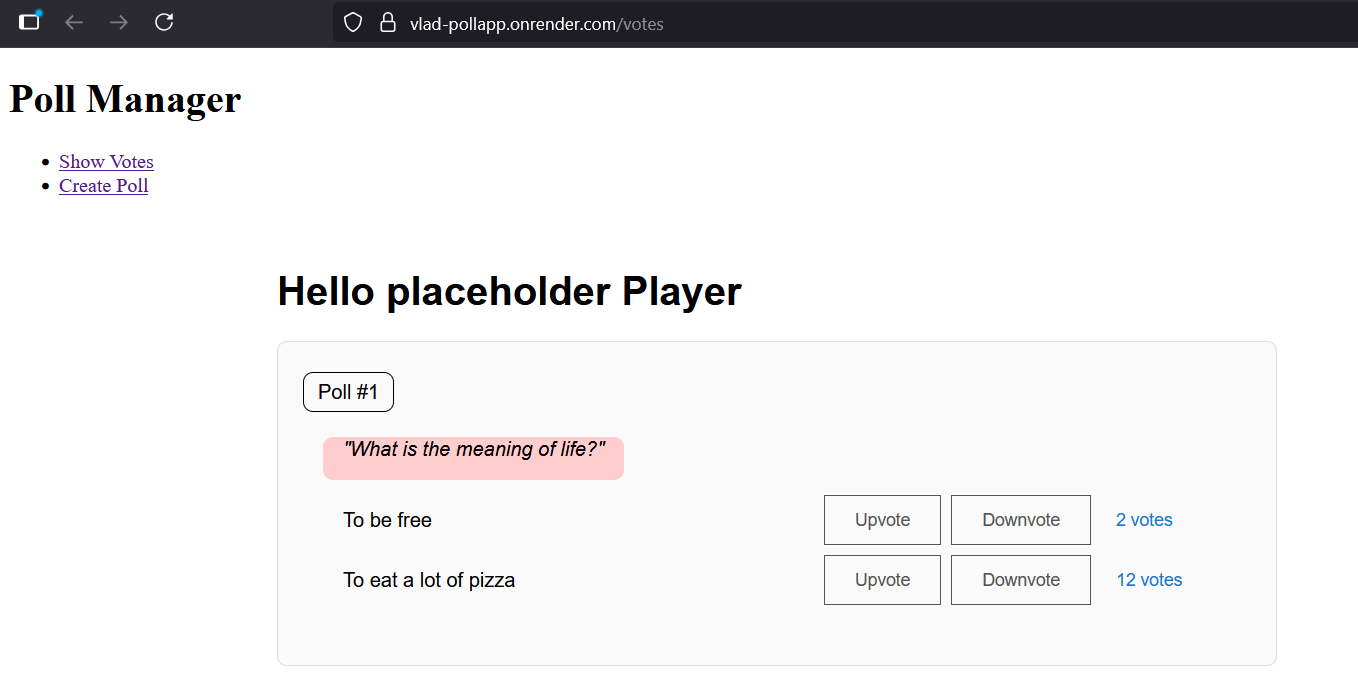 vlad-pollapp.onrender.com/votes
Poll Manager
Show Votes
Create Poll
Hello placeholder Player
Poll #1
"What is the meaning of life?"
To be free Upvote Downvote 2 votes
To eat a lot of pizza Upvote Downvote 12 votes